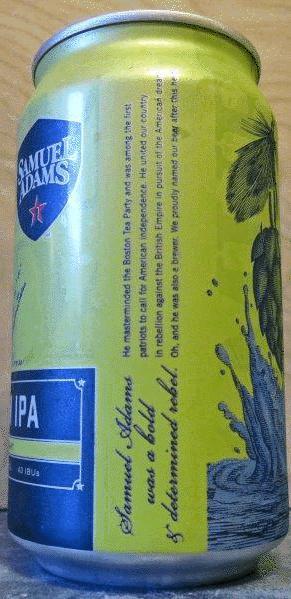 SAMUEL
ADAMS
IPA
43 IBUs
Samuel Adams
was a bold
& determined rebel.
He masterminded the Boston Tea Party and was among the first
patriots to call for American independence. He united our country
in rebellion against the British Empire in pursuit of the American
Oh, and he was also a brewer. We proudly named our beer after this